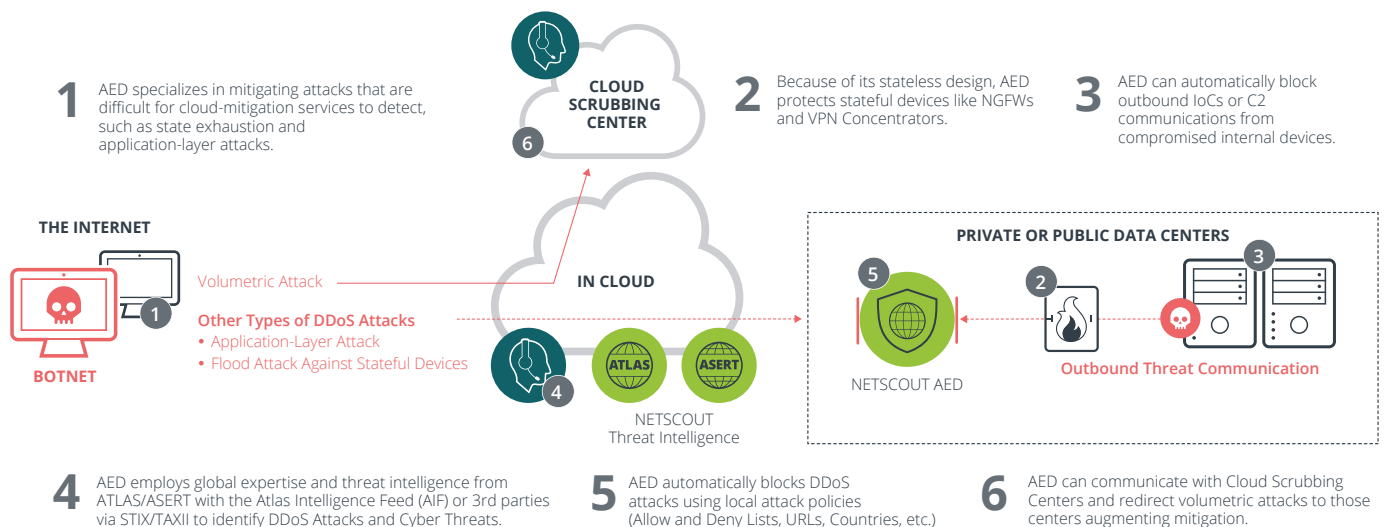 1
AED specializes in mitigating attacks that are
difficult for cloud-mitigation services to detect,
such as state exhaustion and
application-layer attacks.
CLOUD
SCRUBBING
CENTER
6
2
Because of its stateless design, AED
protects stateful devices like NGFWs
and VPN Concentrators.
3
AED can automatically block
outbound IoCs or C2
communications from
compromised internal devices.
THE INTERNET
1
BOTNET
Volumetric Attack
Other Types of DDoS Attacks
• Application-Layer Attack
• Flood Attack Against Stateful Devices
IN CLOUD
4
ATLAS
ASERT
NETSCOUT
Threat Intelligence
PRIVATE OR PUBLIC DATA CENTERS
5
NETSCOUT AED
2
3
Outbound Threat Communication
4
AED employs global expertise and threat intelligence from
ATLAS/ASERT with the Atlas Intelligence Feed (AIF) or 3rd parties
via STIX/TAXII to identify DDoS Attacks and Cyber Threats.
5
AED automatically blocks DDoS
attacks using local attack policies
(Allow and Deny Lists, URLs, Countries, etc.)
6
AED can communicate with Cloud Scrubbing
Centers and redirect volumetric attacks to those
centers augmenting mitigation.